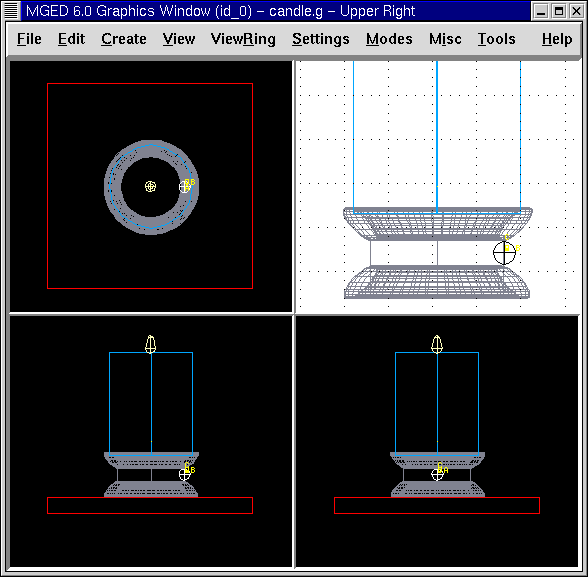 MGED 6.0 Graphics Window (id_0) – candle.g – Upper Right
File Edit Create View ViewRing Settings Modes Misc Tools Help